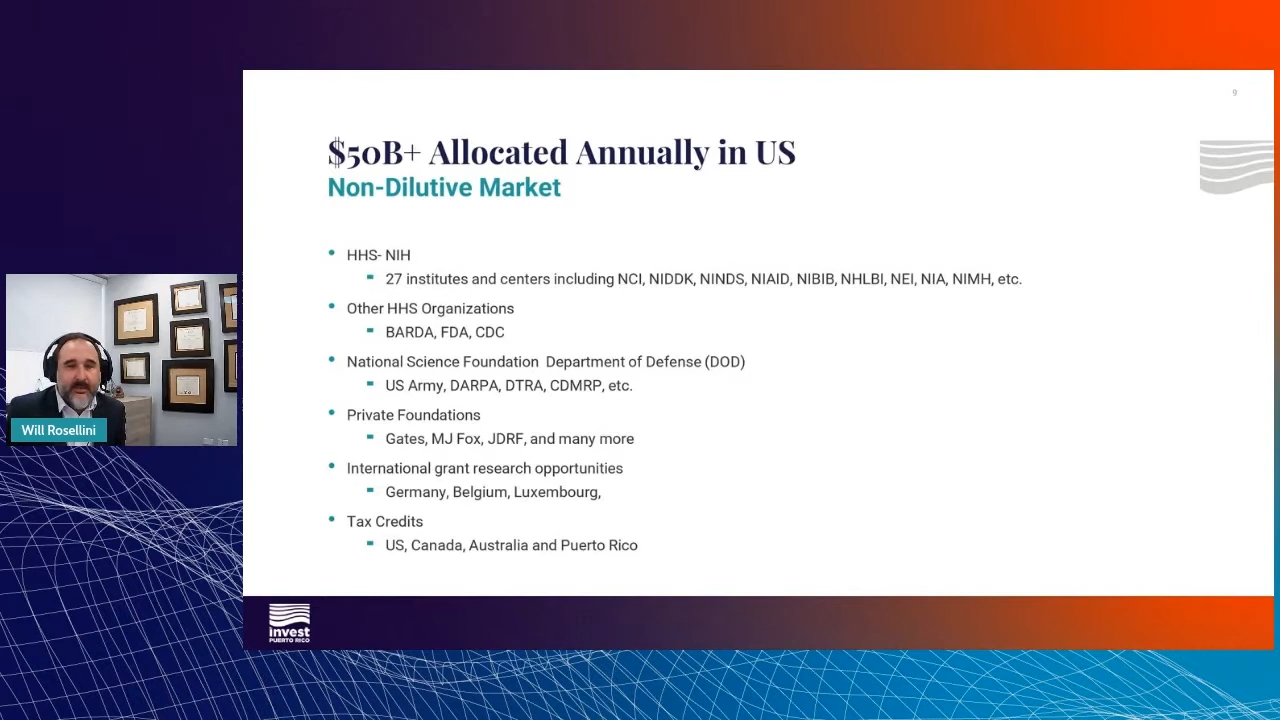 9
$50B+ Allocated Annually in US
Non-Dilutive Market
HHS- NIH
27 institutes and centers including NCI, NIDDK, NINDS, NIAID, NIBIB, NHLBI, NEI, NIA, NIMH, etc.
Other HHS Organizations
BARDA, FDA, CDC
National Science Foundation  Department of Defense (DOD)
US Army, DARPA, DTRA, CDMRP, etc.
Private Foundations
Gates, MJ Fox, JDRF, and many more
International grant research opportunities
Germany, Belgium, Luxembourg,
Tax Credits
US, Canada, Australia and Puerto Rico
Will Rosellini
invest
PUERTO RICO